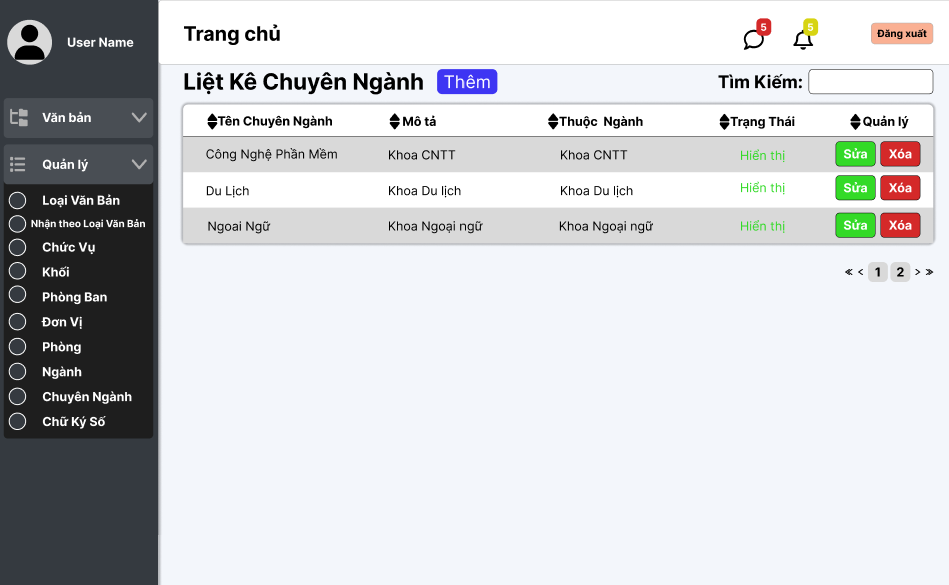 User Name
Trang chủ
5
5
Đăng xuất
Liệt Kê Chuyên Ngành
Thêm
Tìm Kiếm:
Văn bản
Quản lý
Loại Văn Bản
Nhận theo Loại Văn Bản
Chức Vụ
Khối
Phòng Ban
Đơn Vị
Phòng
Ngành
Chuyên Ngành
Chữ Ký Số
Tên Chuyên Ngành Mô tả Thuộc Ngành Trạng Thái Quản lý
Công Nghệ Phần Mềm Khoa CNTT Khoa CNTT Hiển thị Sửa Xóa
Du Lịch Khoa Du lịch Khoa Du lịch Hiển thị Sửa Xóa
Ngoai Ngữ Khoa Ngoại ngữ Khoa Ngoại ngữ Hiển thị Sửa Xóa
« < 1 2 > »